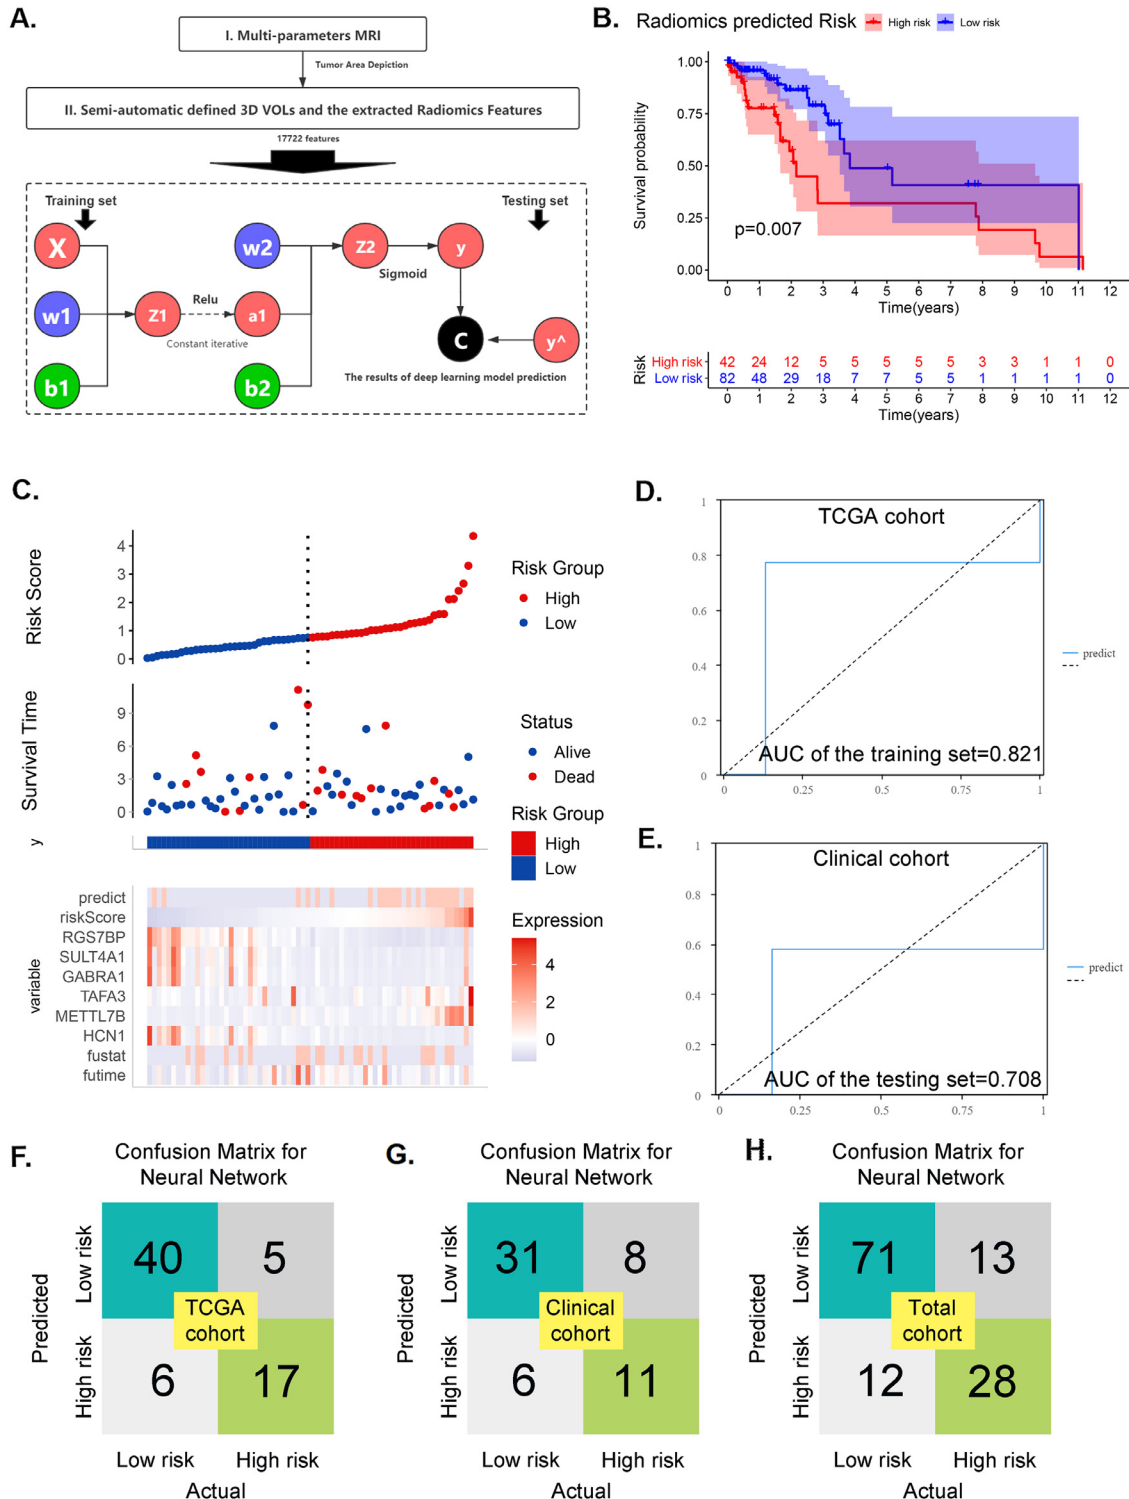 A.
I. Multi-parameters MRI
Tumor Area Depiction
II. Semi-automatic defined 3D VOLs and the extracted Radiomics Features
17722 features
Training set
Testing set
X
w2
Z2
y
Sigmoid
w1
Z1
Relu
a1
Constant iterative
C
y^
b1
b2
The results of deep learning model prediction
B.
Radiomics predicted Risk
High risk
Low risk
Survival probability
1.00
0.75
0.50
0.25
0.00
p=0.007
0 1 2 3 4 5 6 7 8 9 10 11 12
Time(years)
Risk
High risk 42 24 12 5 5 5 5 5 3 3 1 1 0
Low risk 82 48 29 18 7 7 5 5 1 1 1 1 0
0 1 2 3 4 5 6 7 8 9 10 11 12
Time(years)
C.
Risk Score
4
3
2
1
0
Risk Group
High
Low
Survival Time
9
6
3
0
Status
Alive
Dead
y
Risk Group
High
Low
variable
predict
riskScore
RGS7BP
SULT4A1
GABRA1
TAFA3
METTL7B
HCN1
fustat
futime
Expression
4
2
0
D.
TCGA cohort
1
0.8
0.6
0.4
0.2
0
AUC of the training set=0.821
0 0.25 0.5 0.75 1
predict
E.
Clinical cohort
1
0.8
0.6
0.4
0.2
0
AUC of the testing set=0.708
0 0.25 0.5 0.75 1
predict
F.
Confusion Matrix for
Neural Network
Predicted
Low risk
High risk
40 5
TCGA
cohort
6 17
Low risk High risk
Actual
G.
Confusion Matrix for
Neural Network
Predicted
Low risk
High risk
31 8
Clinical
cohort
6 11
Low risk High risk
Actual
H.
Confusion Matrix for
Neural Network
Predicted
Low risk
High risk
71 13
Total
cohort
12 28
Low risk High risk
Actual